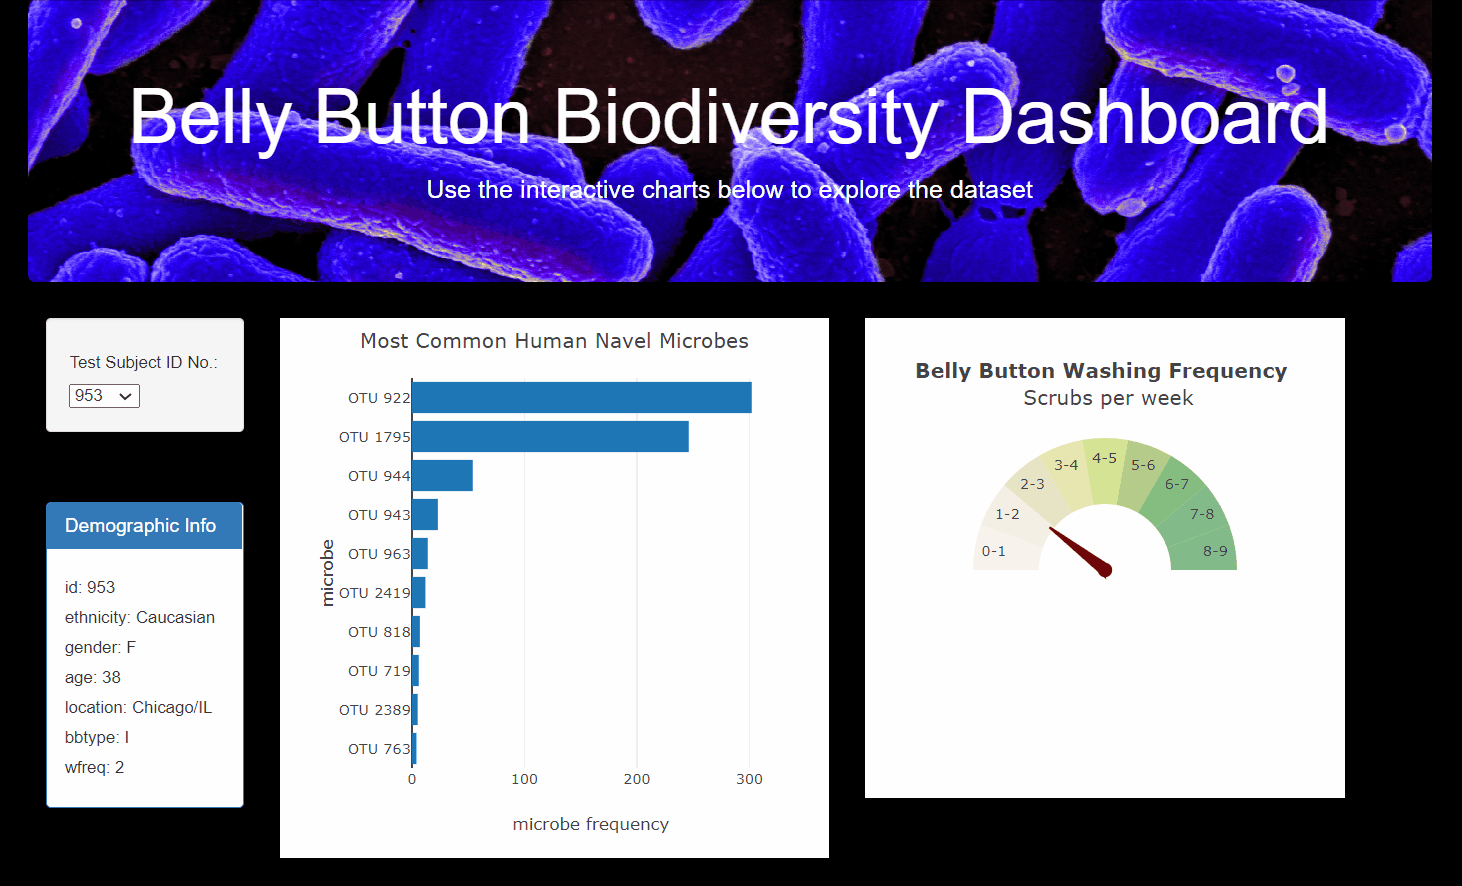 Belly Button Biodiversity Dashboard
Use the interactive charts below to explore the dataset
Test Subject ID No.:
953
Demographic Info
id: 953
ethnicity: Caucasian
gender: F
age: 38
location: Chicago/IL
bbtype: I
wfreq: 2
Most Common Human Navel Microbes
microbe
OTU 922
OTU 1795
OTU 944
OTU 943
OTU 963
OTU 2419
OTU 818
OTU 719
OTU 2389
OTU 763
0 100 200 300
microbe frequency
Belly Button Washing Frequency
Scrubs per week
0-1
1-2
2-3
3-4
4-5
5-6
6-7
7-8
8-9